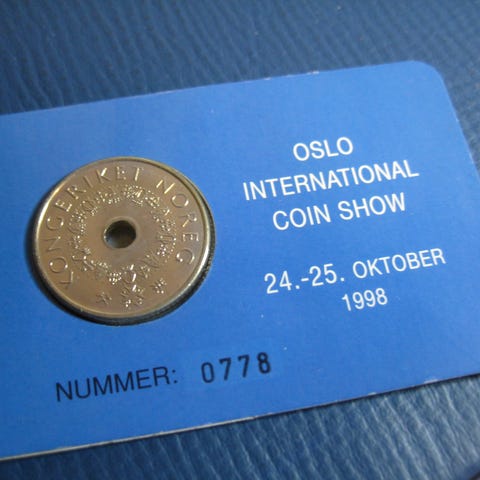 KONGERIKET NOREG
OSLO
INTERNATIONAL
COIN SHOW
24.-25. OKTOBER
1998
NUMMER: 0778